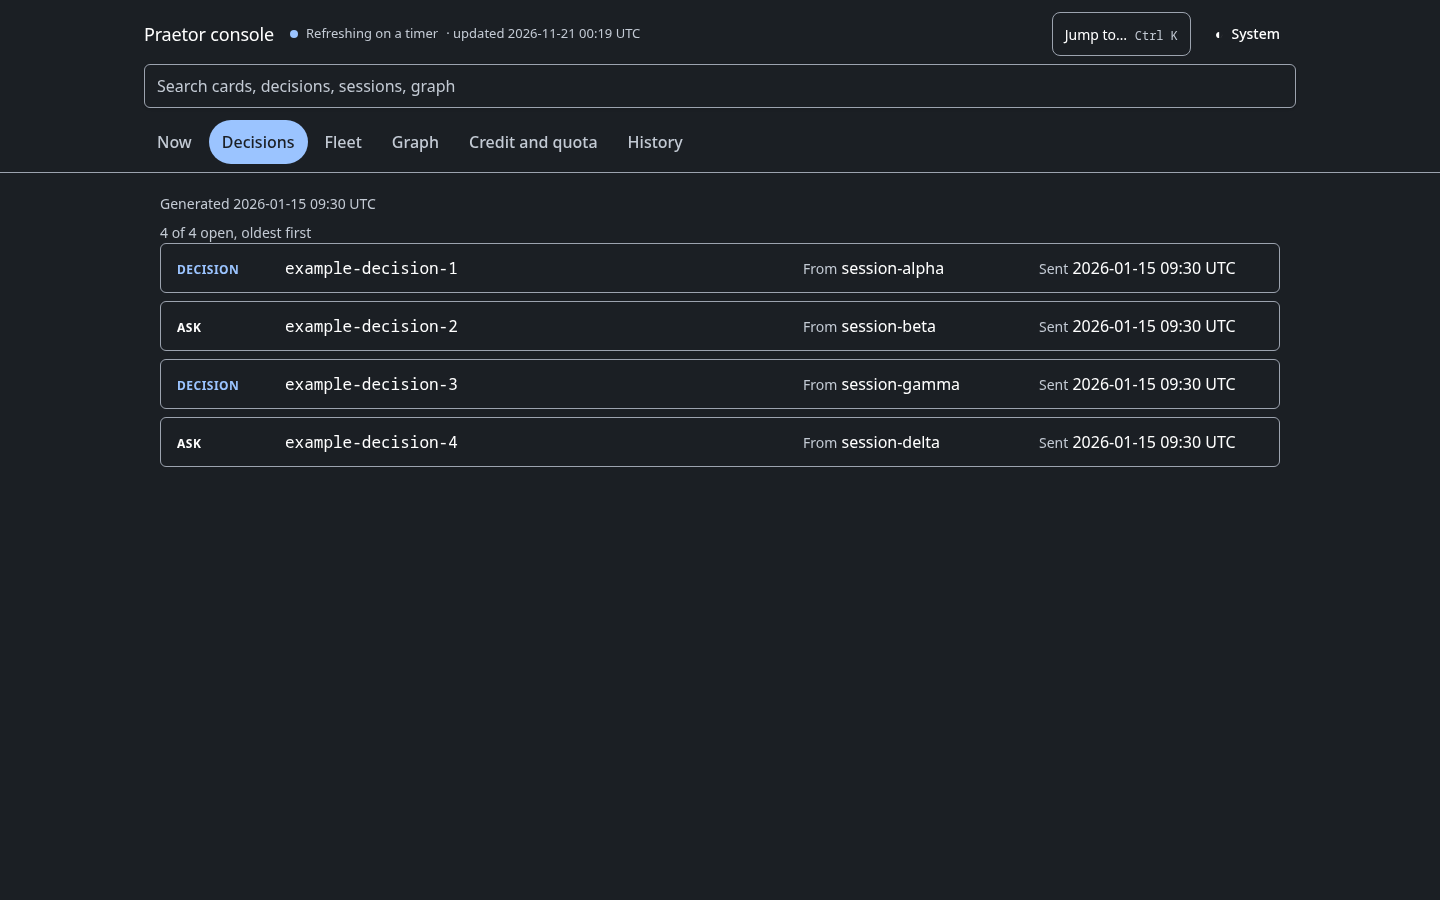 Praetor console Refreshing on a timer · updated 2026-11-21 00:19 UTC Jump to... Ctrl K System
Search cards, decisions, sessions, graph
Now Decisions Fleet Graph Credit and quota History
Generated 2026-01-15 09:30 UTC
4 of 4 open, oldest first
DECISION example-decision-1 From session-alpha Sent 2026-01-15 09:30 UTC
ASK example-decision-2 From session-beta Sent 2026-01-15 09:30 UTC
DECISION example-decision-3 From session-gamma Sent 2026-01-15 09:30 UTC
ASK example-decision-4 From session-delta Sent 2026-01-15 09:30 UTC